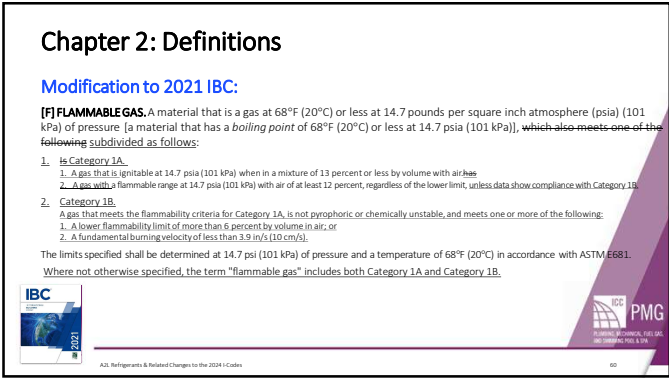 Chapter 2: Definitions
Modification to 2021 IBC:
[F] FLAMMABLE GAS. A material that is a gas at 68°F (20°C) or less at 14.7 pounds per square inch atmosphere (psia) (101
kPa) of pressure [a material that has a boiling point of 68°F (20°C) or less at 14.7 psia (101 kPa)], which also meets one of the
following subdivided as follows:
1. Is Category 1A.
1. A gas that is ignitable at 14.7 psia (101 kPa) when in a mixture of 13 percent or less by volume with air.has
2. A gas with a flammable range at 14.7 psia (101 kPa) with air of at least 12 percent, regardless of the lower limit, unless data show compliance with Category 1B.
2. Category 1B.
A gas that meets the flammability criteria for Category 1A, is not pyrophoric or chemically unstable, and meets one or more of the following:
1. A lower flammability limit of more than 6 percent by volume in air; or
2. A fundamental burning velocity of less than 3.9 in/s (10 cm/s).
The limits specified shall be determined at 14.7 psi (101 kPa) of pressure and a temperature of 68°F (20°C) in accordance with ASTM E681.
Where not otherwise specified, the term "flammable gas" includes both Category 1A and Category 1B.
IBC
2021
ICC
PMG
PLUMBING, MECHANICAL, FUEL GAS,
AND SWIMMING POOL & SPA
A2L Refrigerants & Related Changes to the 2024 I-Codes
60